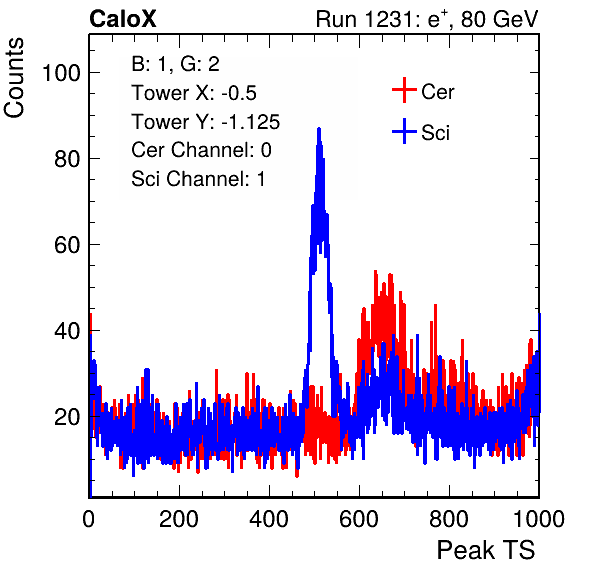 CaloX Run 1231: e+, 80 GeV
Counts
B: 1, G: 2
Tower X: -0.5
Tower Y: -1.125
Cer Channel: 0
Sci Channel: 1
Cer
Sci
100
80
60
40
20
0 200 400 600 800 1000
Peak TS